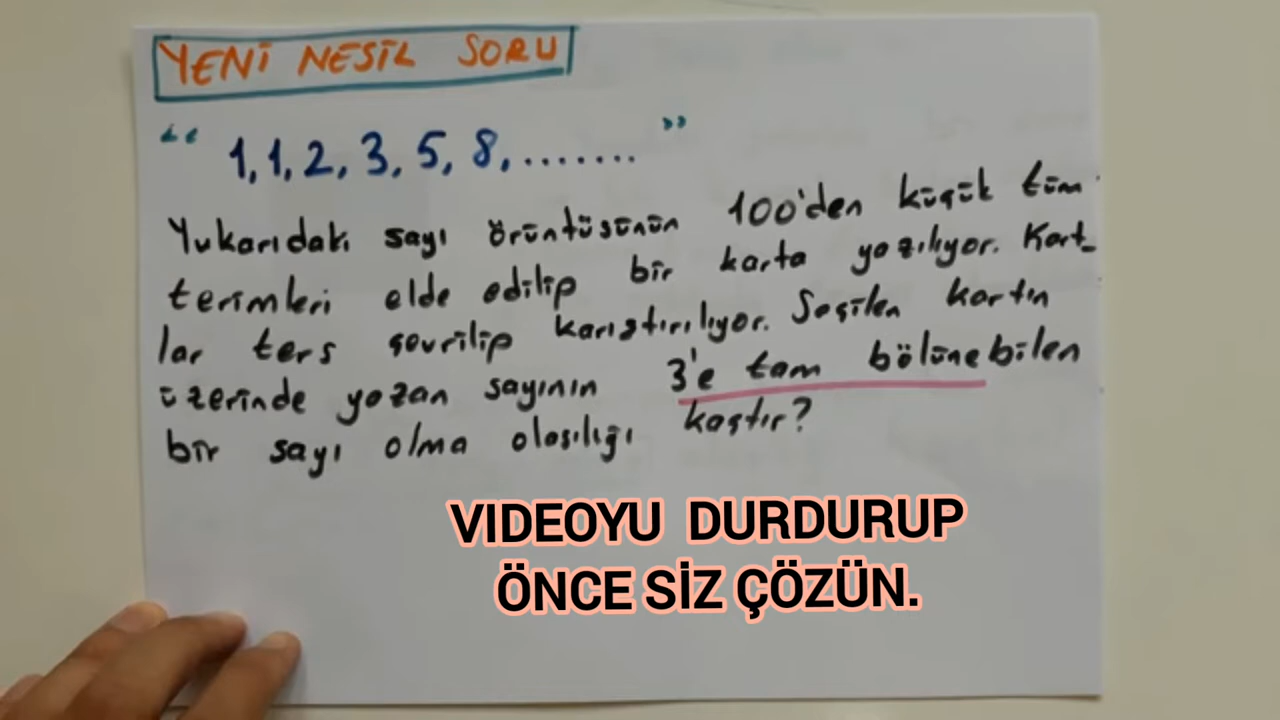 YENİ NESİL SORU
“ 1, 1, 2, 3, 5, 8, ........ ”
Yukarıdaki sayı örüntüsünün 100'den küçük tüm
terimleri elde edilip bir karta yazılıyor. Kart-
lar ters çevrilip karıştırılıyor. Seçilen kartın
üzerinde yazan sayının 3'e tam bölünebilen
bir sayı olma olasılığı kaçtır?
VIDEOYU DURDURUP
ÖNCE SİZ ÇÖZÜN.